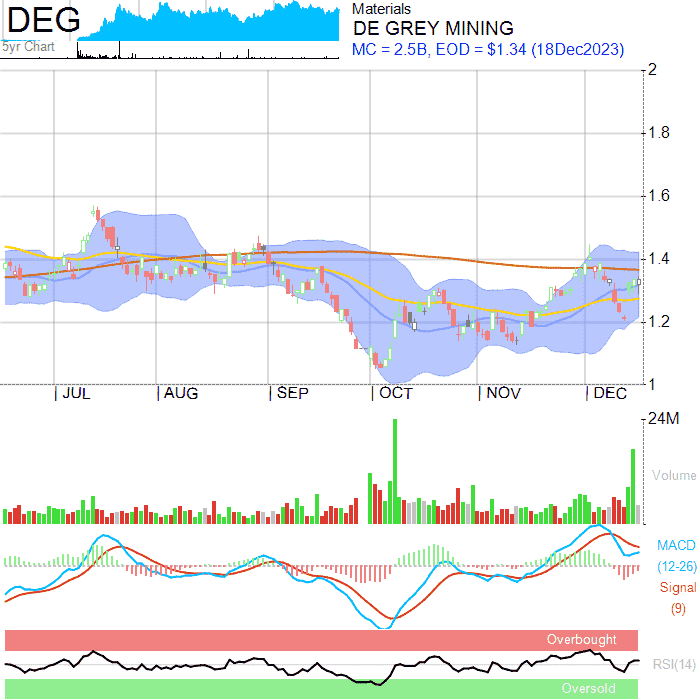 DEG
5yr Chart
Materials
DE GREY MINING
MC = 2.5B, EOD = $1.34 (18Dec2023)
2
1.8
1.6
1.4
1.2
1
JUL AUG SEP OCT NOV DEC
24M
Volume
MACD
(12-26)
Signal
(9)
Overbought
RSI(14)
Oversold